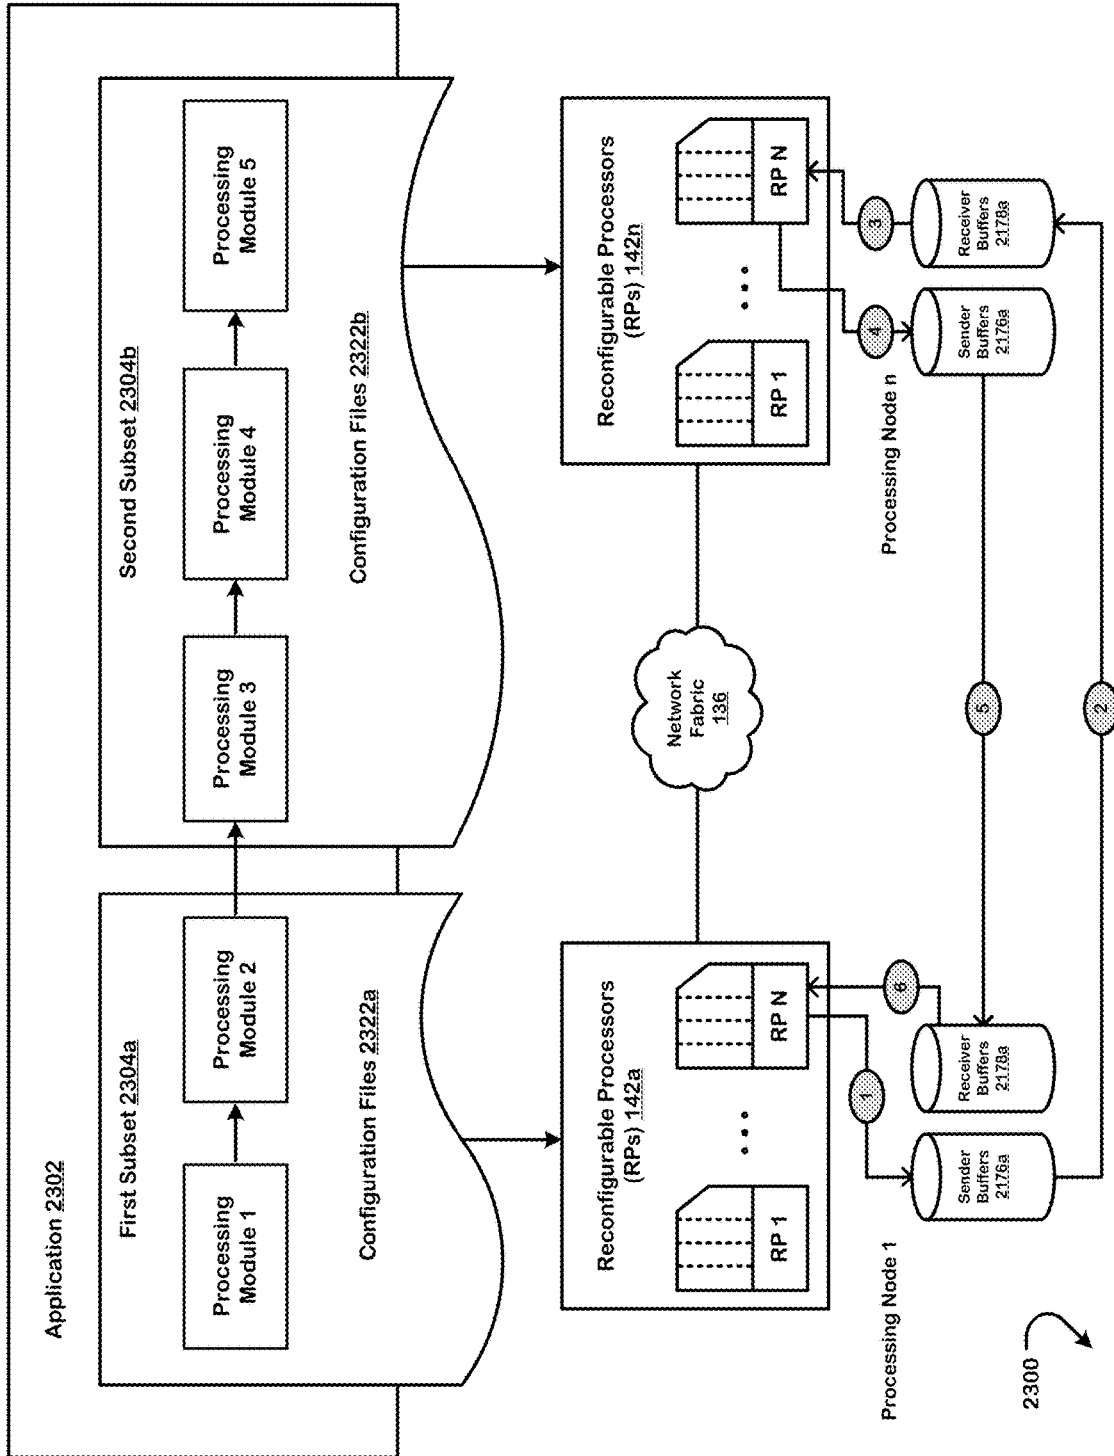 Application 2302
First Subset 2304a
Processing
Module 1
Processing
Module 2
Configuration Files 2322a
Second Subset 2304b
Processing
Module 3
Processing
Module 4
Processing
Module 5
Configuration Files 2322b
Reconfigurable Processors
(RPs) 142a
RP 1
...
RP N
Network
Fabric
136
Reconfigurable Processors
(RPs) 142n
RP 1
...
RP N
Processing Node 1
1
6
Sender
Buffers
2176a
Receiver
Buffers
2178a
Processing Node n
4
3
Sender
Buffers
2176a
Receiver
Buffers
2178a
5
2
2300